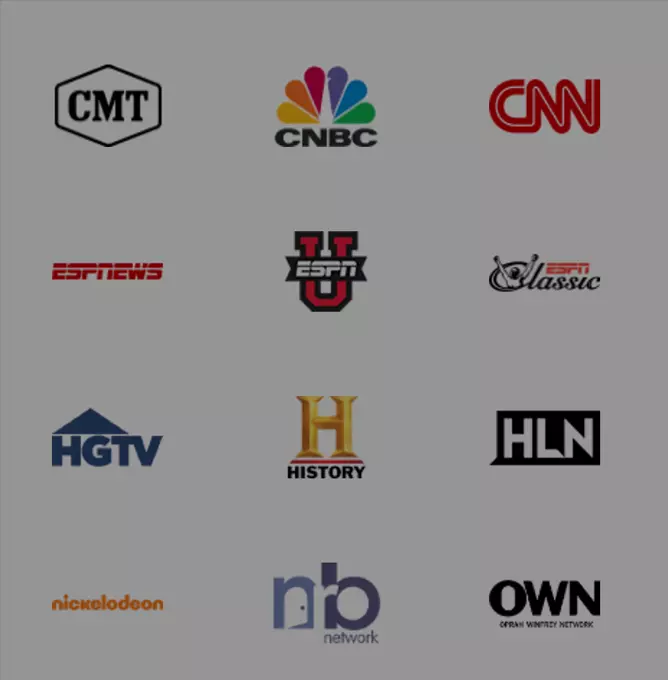 CMT
CNBC
CNN
ESPNEWS
U
ESPN
ESPN
Classic
HGTV
H
HISTORY
HLN
nickelodeon
nrb
network
OWN
OPRAH WINFREY NETWORK